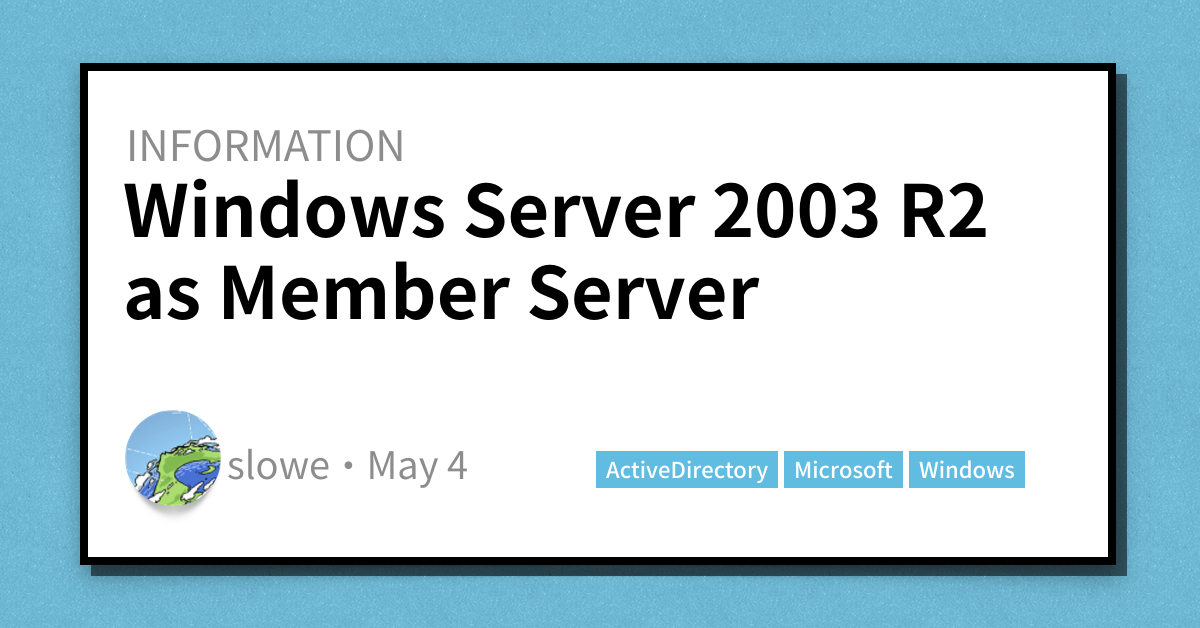 INFORMATION
Windows Server 2003 R2
as Member Server
slowe・May 4
ActiveDirectory Microsoft Windows